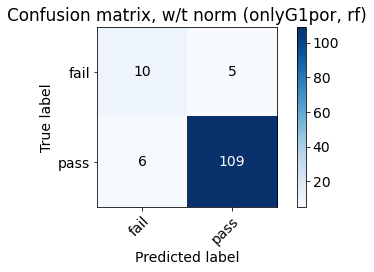 Confusion matrix, w/t norm (onlyG1por, rf)
fail
10
5
pass
6
109
fail
pass
True label
Predicted label
100
80
60
40
20